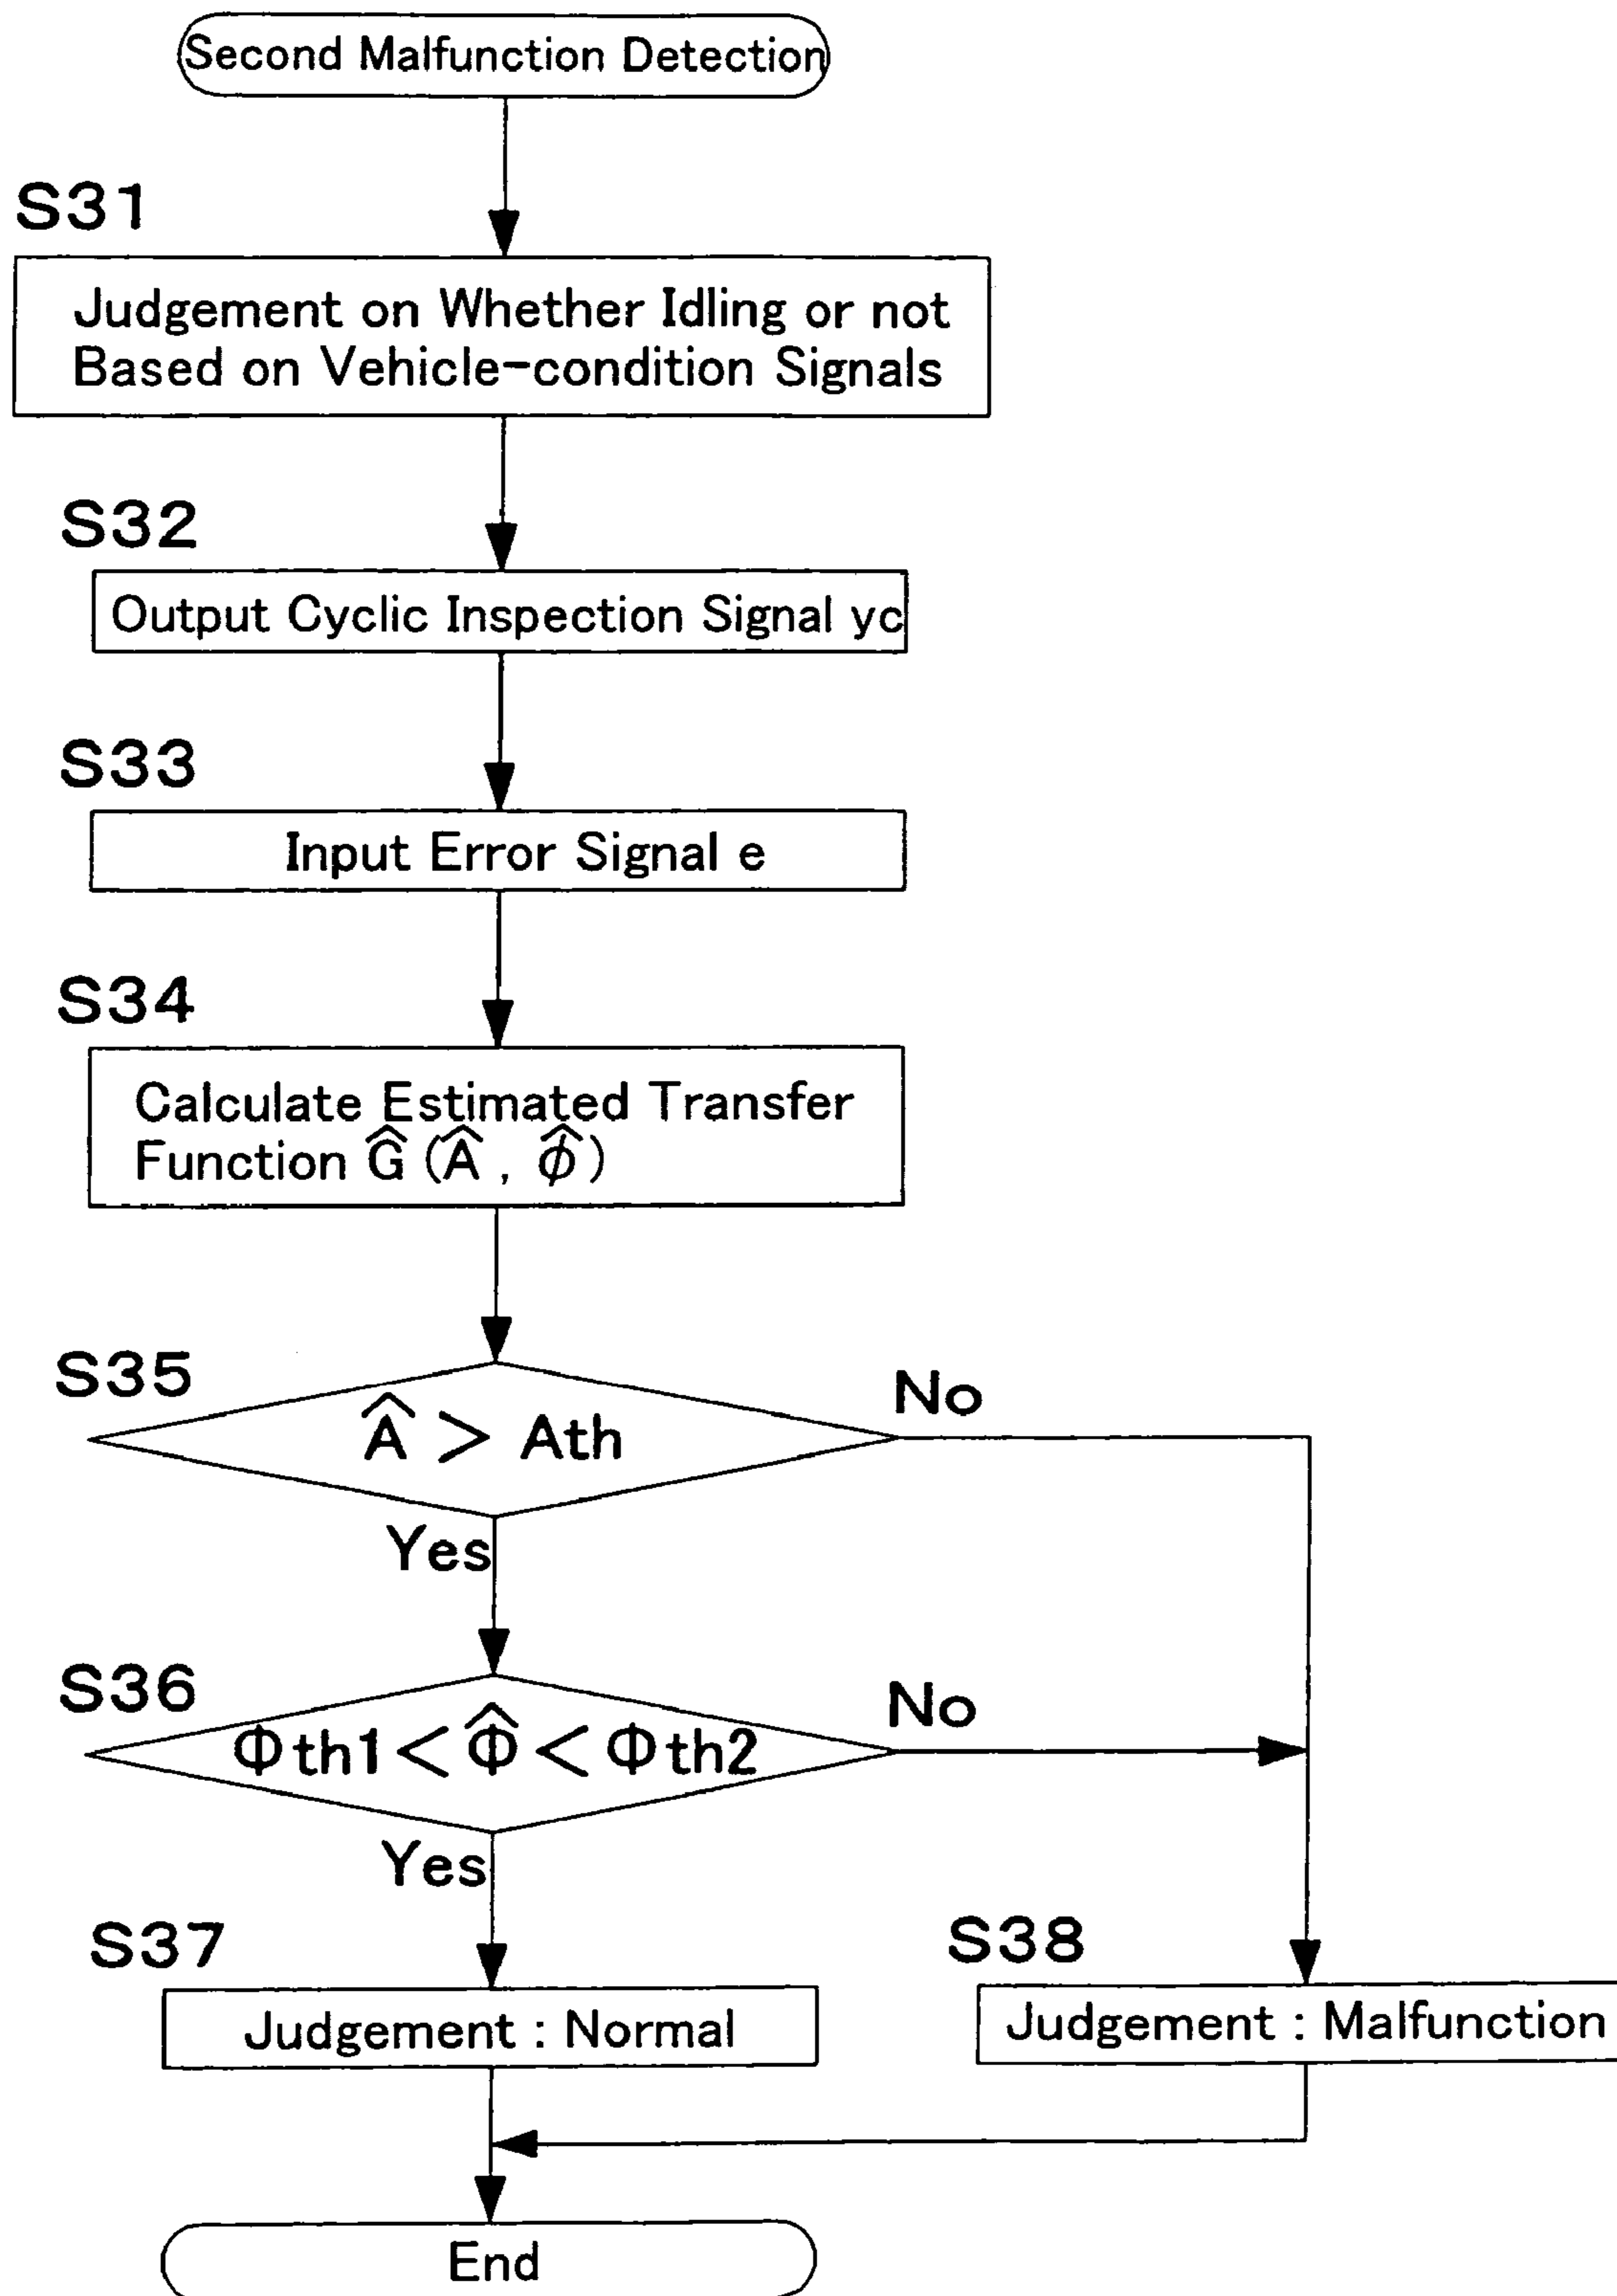 Second Malfunction Detection
S31
Judgement on Whether Idling or not
Based on Vehicle-condition Signals
S32
Output Cyclic Inspection Signal yc
S33
Input Error Signal e
S34
Calculate Estimated Transfer
Function Ĝ (Â , ϕ̂)
S35
Â > Ath
No
Yes
S36
Φth1 < Φ̂ < Φth2
No
Yes
S37
Judgement : Normal
S38
Judgement : Malfunction
End